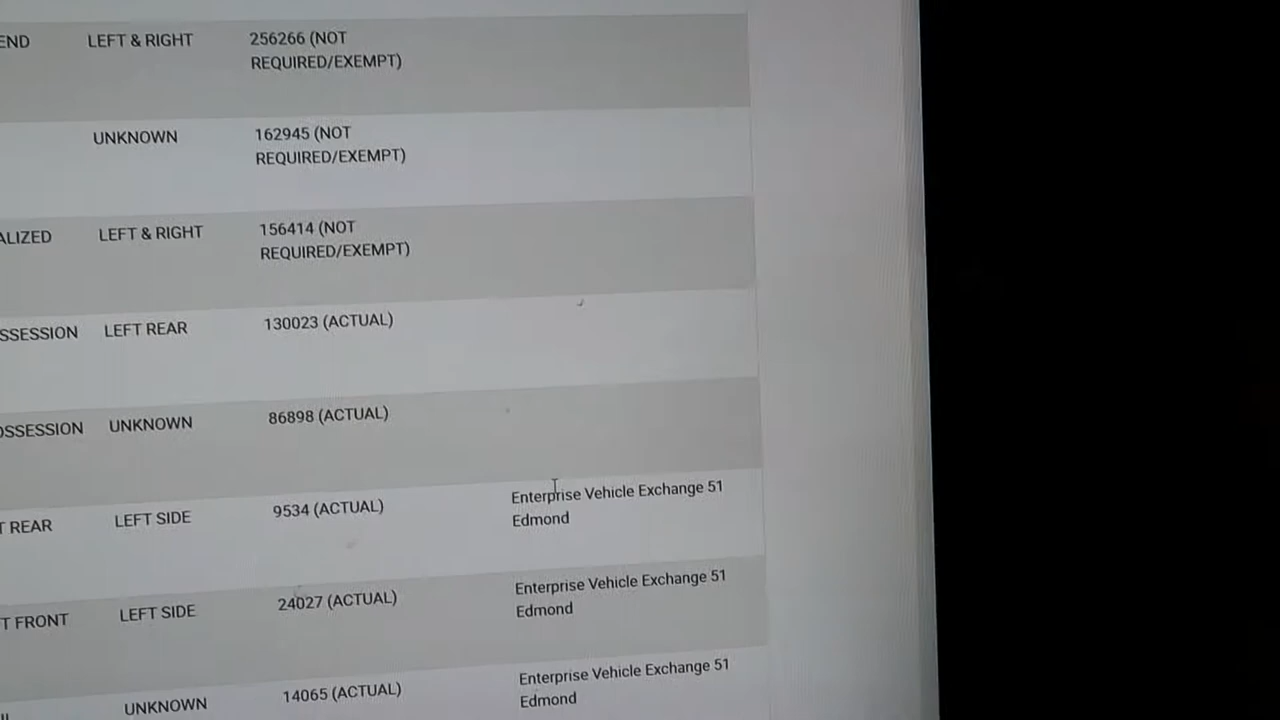 END LEFT & RIGHT 256266 (NOT
REQUIRED/EXEMPT)
UNKNOWN 162945 (NOT
REQUIRED/EXEMPT)
ALIZED LEFT & RIGHT 156414 (NOT
REQUIRED/EXEMPT)
SSESSION LEFT REAR 130023 (ACTUAL)
OSSESSION UNKNOWN 86898 (ACTUAL)
T REAR LEFT SIDE 9534 (ACTUAL) Enterprise Vehicle Exchange 51
Edmond
T FRONT LEFT SIDE 24027 (ACTUAL) Enterprise Vehicle Exchange 51
Edmond
UNKNOWN 14065 (ACTUAL) Enterprise Vehicle Exchange 51
Edmond